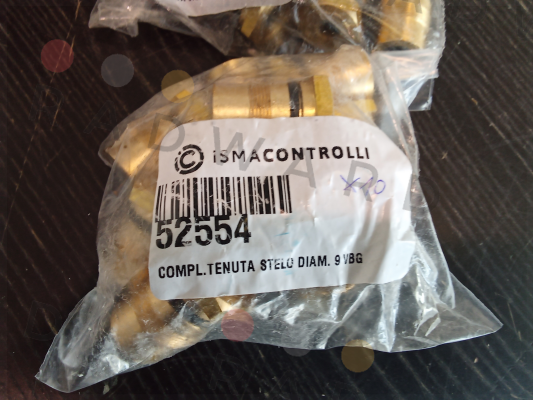 iSMACONTROLLI
x10
52554
COMPL.TENUTA STELO DIAM. 9 VBG